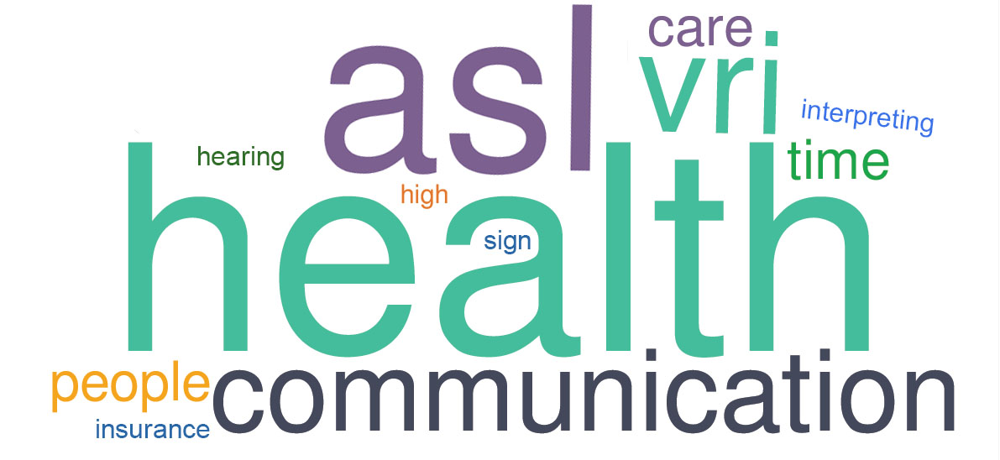 care
asl
vri
interpreting
hearing
time
high
health
sign
people
communication
insurance